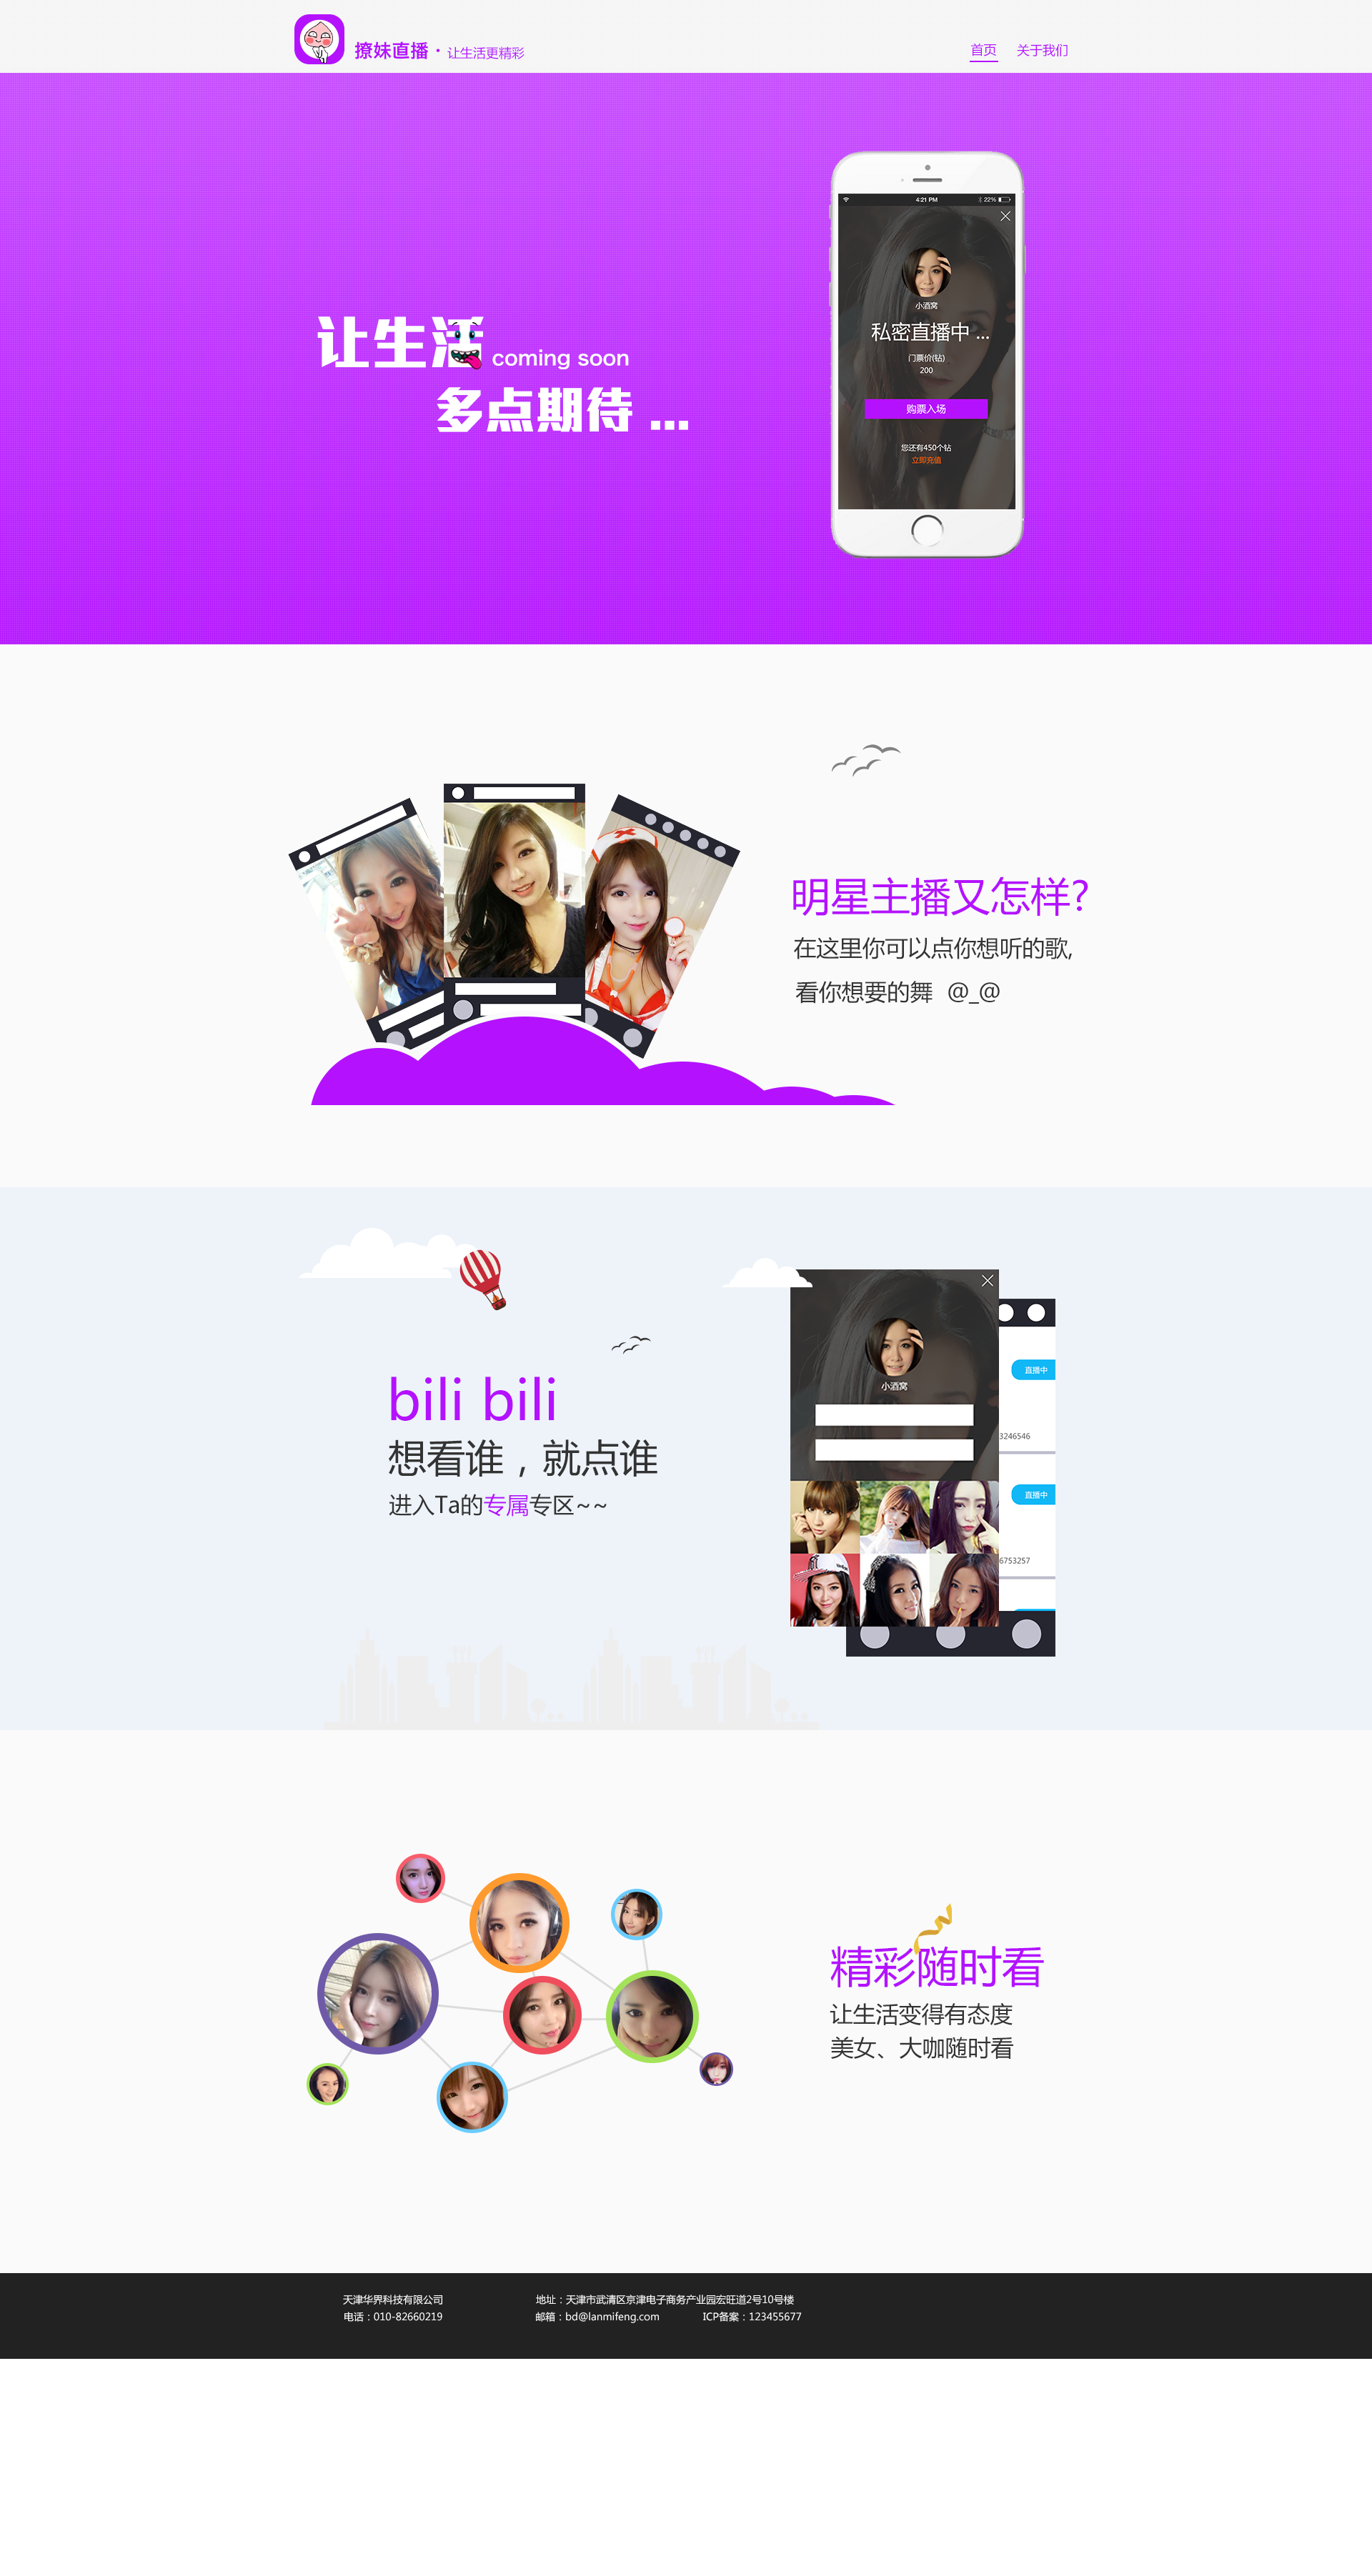 撩妹直播 · 让生活更精彩
首页 关于我们
4:21 PM 22%
小酒窝
私密直播中 ...
门票价(钻)
200
购票入场
您还有450个钻
立即充值
让生活 coming soon
多点期待 ...
明星主播又怎样?
在这里你可以点你想听的歌,
看你想要的舞 @_@
小酒窝
直播中
3246546
直播中
6753257
bili bili
想看谁，就点谁
进入Ta的专属专区~~
精彩随时看
让生活变得有态度
美女、大咖随时看
天津华界科技有限公司 地址：天津市武清区京津电子商务产业园宏旺道2号10号楼
电话：010-82660219 邮箱：bd@lanmifeng.com ICP备案：123455677